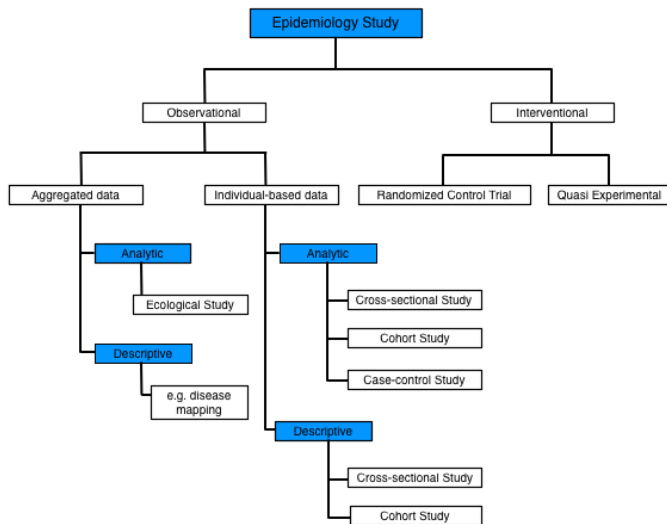 Epidemiology Study
Observational
Interventional
Aggregated data
Individual-based data
Randomized Control Trial
Quasi Experimental
Analytic
Ecological Study
Descriptive
e.g. disease
mapping
Analytic
Cross-sectional Study
Cohort Study
Case-control Study
Descriptive
Cross-sectional Study
Cohort Study